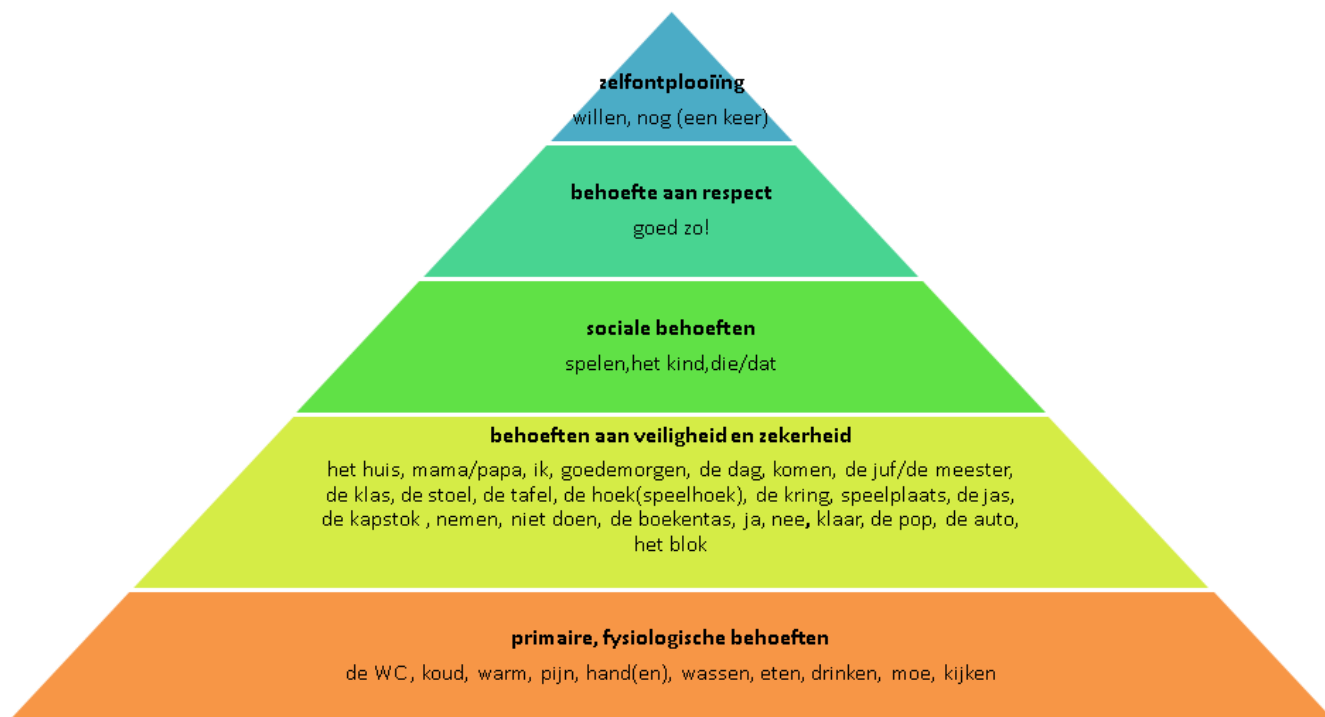 zelfontplooiïng
willen, nog (een keer)
behoefte aan respect
goed zo!
sociale behoeften
spelen,het kind,die/dat
behoeften aan veiligheid en zekerheid
het huis, mama/papa, ik, goedemorgen, de dag, komen, de juf/de meester,
de klas, de stoel, de tafel, de hoek(speelhoek), de kring, speelplaats, de jas,
de kapstok , nemen, niet doen, de boekentas, ja, nee, klaar, de pop, de auto,
het blok
primaire, fysiologische behoeften
de WC, koud, warm, pijn, hand(en), wassen, eten, drinken, moe, kijken